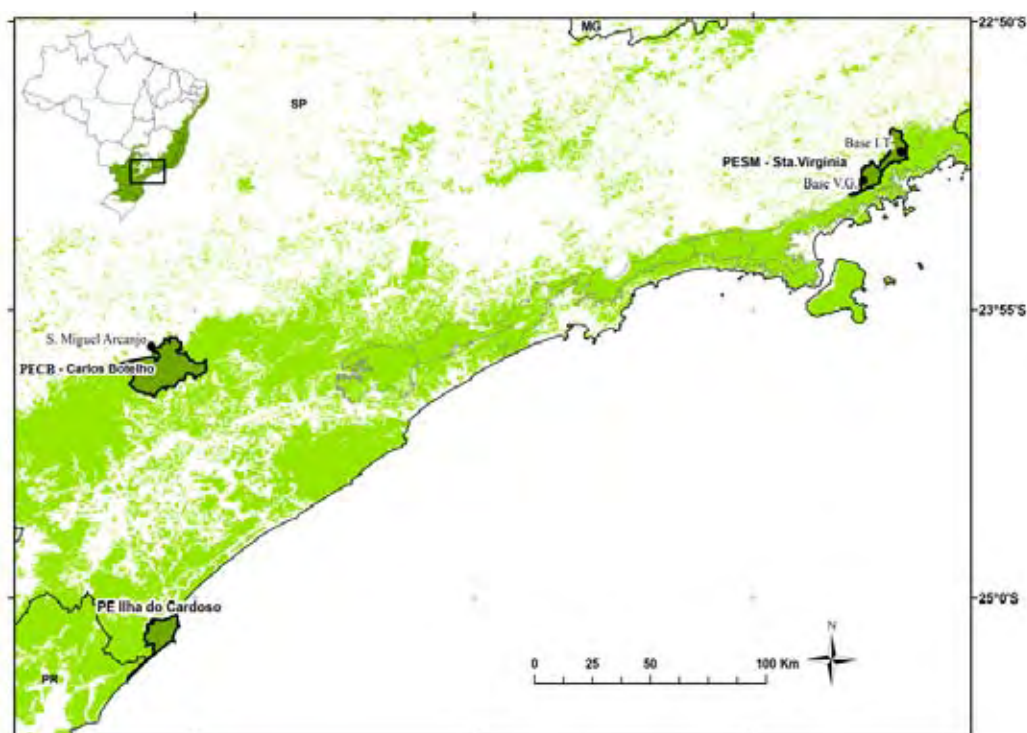 MG
22°50'S
SP
Base I.T
PESM - Sta.Virgínia
Base V.G.
23°55'S
S. Miguel Arcanjo
PECB - Carlos Botelho
25°0'S
PE Ilha do Cardoso
N
0 25 50 100 Km
PR